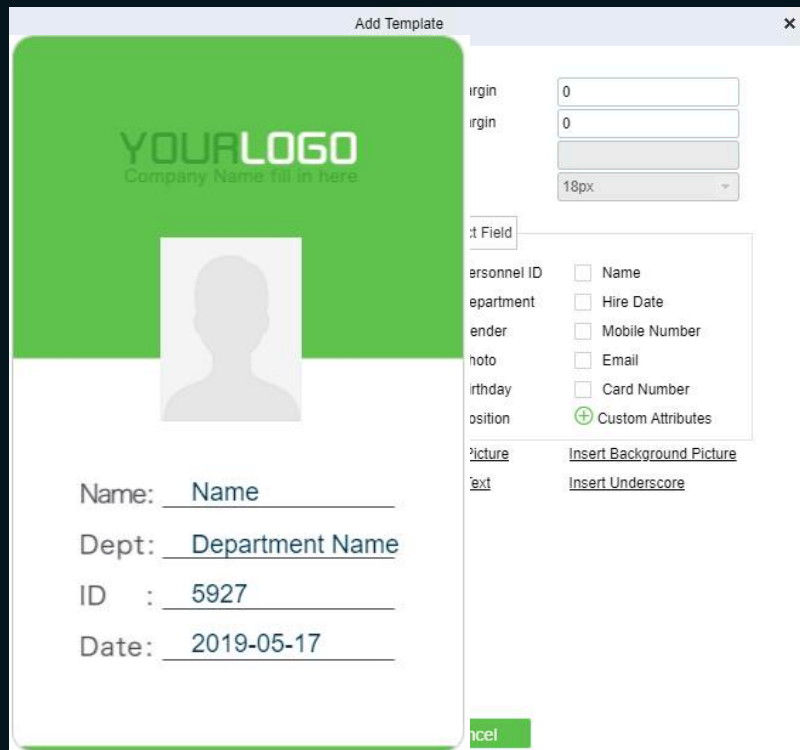 Add Template
YOURLOGO
Company Name fill in here
Name: Name
Dept: Department Name
ID : 5927
Date: 2019-05-17
argin 0
argin 0
18px
ct Field
ersonnel ID Name
epartment Hire Date
ender Mobile Number
hoto Email
irthday Card Number
osition Custom Attributes
Picture Insert Background Picture
Text Insert Underscore
ncel